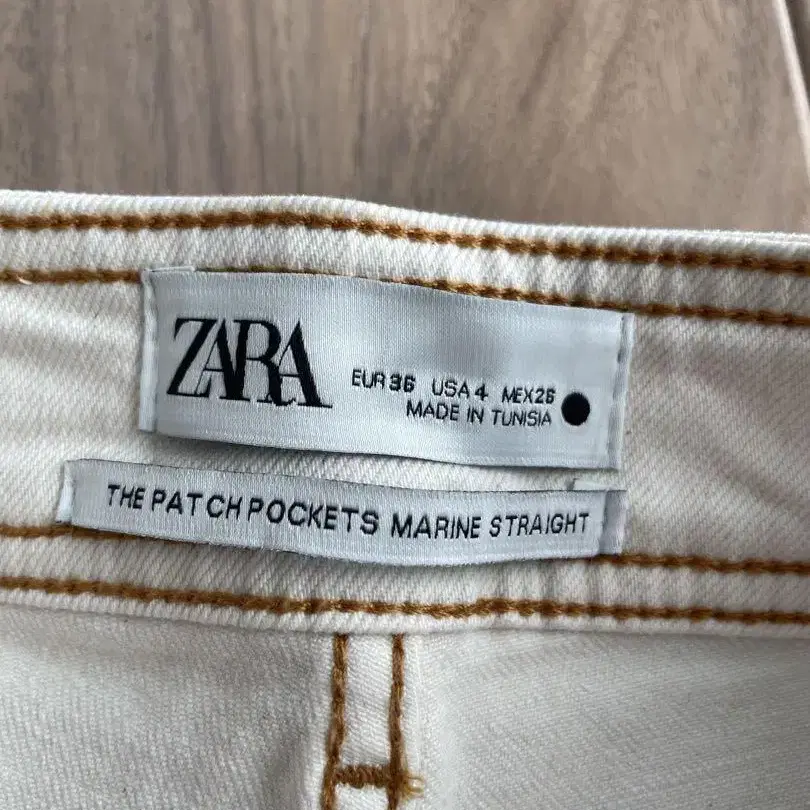 ZARA
EUR 36 USA 4 MEX 26
MADE IN TUNISIA
THE PATCH POCKETS MARINE STRAIGHT